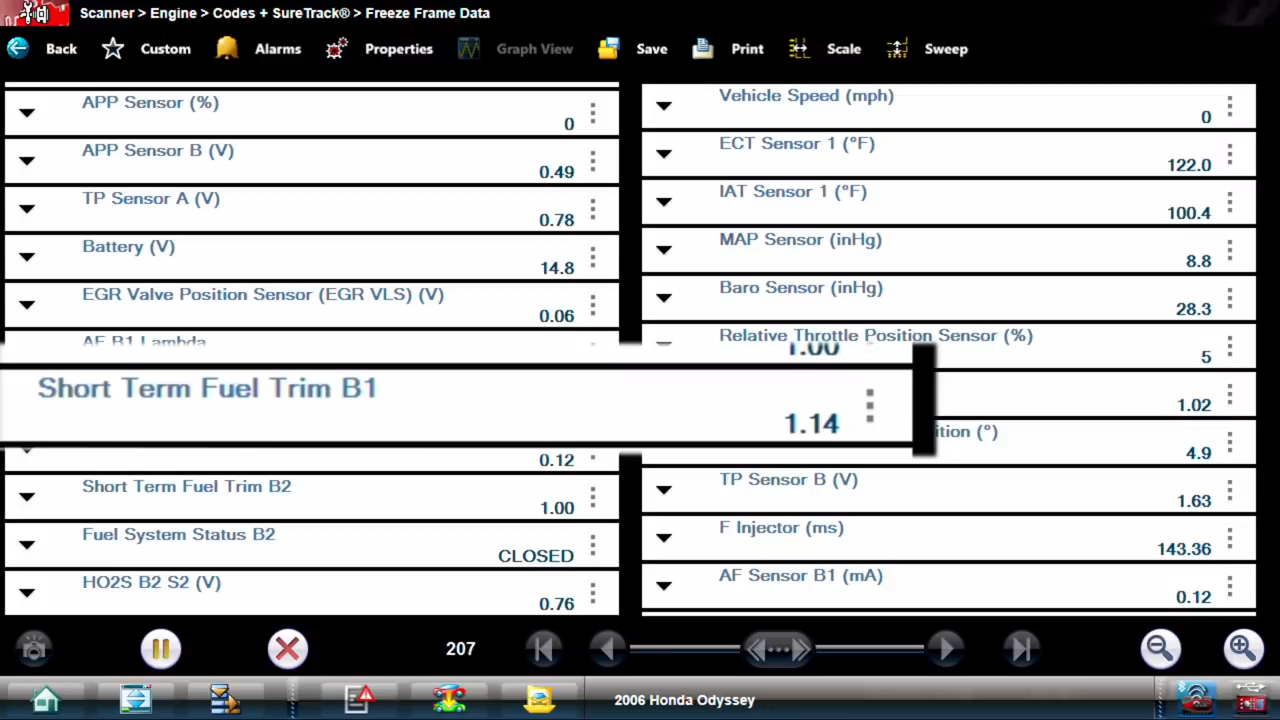 Scanner > Engine > Codes + SureTrack® > Freeze Frame Data
Back
Custom
Alarms
Properties
Graph View
Save
Print
Scale
Sweep
APP Sensor (%)
0
APP Sensor B (V)
0.49
TP Sensor A (V)
0.78
Battery (V)
14.8
EGR Valve Position Sensor (EGR VLS) (V)
0.06
AF B1 Lambda
1.00
Short Term Fuel Trim B1
1.14
0.12
Short Term Fuel Trim B2
1.00
Fuel System Status B2
CLOSED
HO2S B2 S2 (V)
0.76
Vehicle Speed (mph)
0
ECT Sensor 1 (°F)
122.0
IAT Sensor 1 (°F)
100.4
MAP Sensor (inHg)
8.8
Baro Sensor (inHg)
28.3
Relative Throttle Position Sensor (%)
5
1.02
ition (°)
4.9
TP Sensor B (V)
1.63
F Injector (ms)
143.36
AF Sensor B1 (mA)
0.12
207
2006 Honda Odyssey